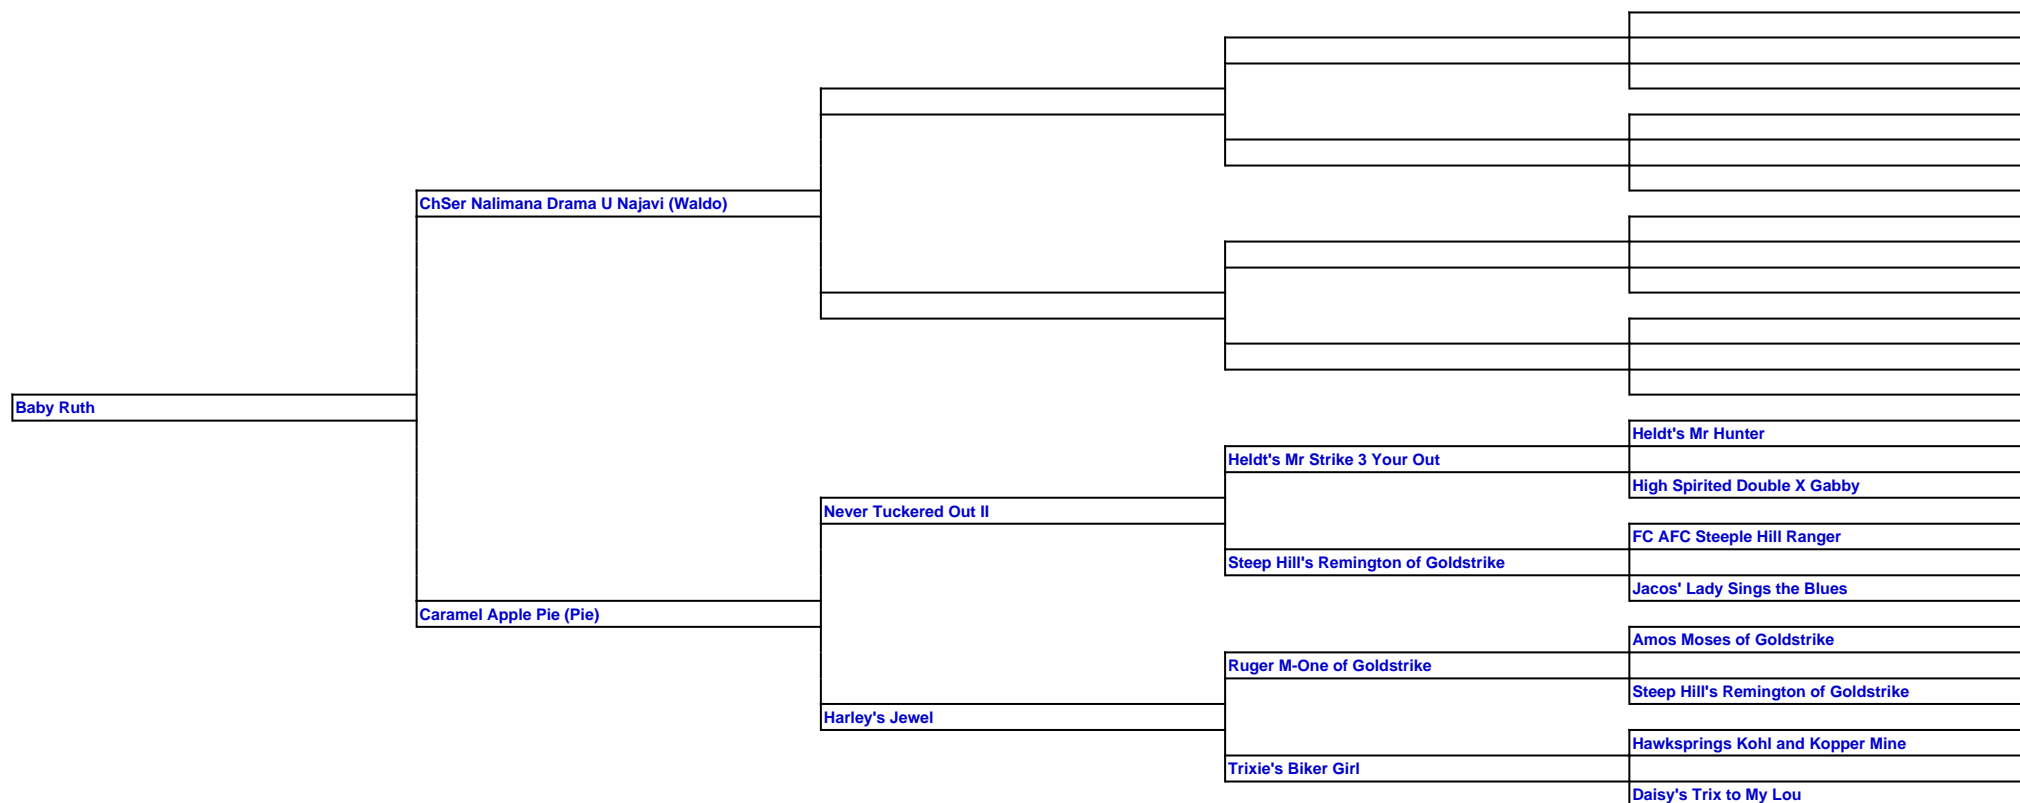 ChSer Nalimana Drama U Najavi (Waldo)
Baby Ruth
Heldt's Mr Hunter
Heldt's Mr Strike 3 Your Out
High Spirited Double X Gabby
Never Tuckered Out II
FC AFC Steeple Hill Ranger
Steep Hill's Remington of Goldstrike
Jacos' Lady Sings the Blues
Caramel Apple Pie (Pie)
Amos Moses of Goldstrike
Ruger M-One of Goldstrike
Steep Hill's Remington of Goldstrike
Harley's Jewel
Hawksprings Kohl and Kopper Mine
Trixie's Biker Girl
Daisy's Trix to My Lou